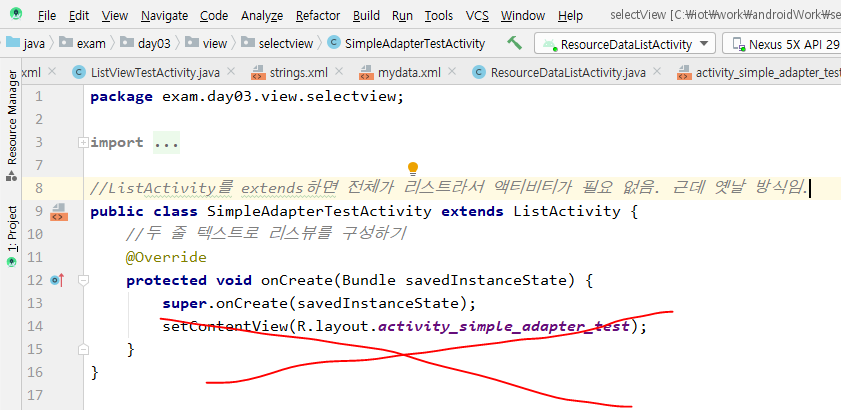 File Edit View Navigate Code Analyze Refactor Build Run Tools VCS Window Help selectView [C:₩iot₩work₩androidWork₩se
java exam day03 view selectview SimpleAdapterTestActivity ResourceDataListActivity Nexus 5X API 29
xml ListViewTestActivity.java strings.xml mydata.xml ResourceDataListActivity.java activity_simple_adapter_test
Resource Manager
1: Project
1 package exam.day03.view.selectview;
2
3 import ...
7
8 //ListActivity를 extends하면 전체가 리스트라서 액티비티가 필요 없음. 근데 옛날 방식임.
9 public class SimpleAdapterTestActivity extends ListActivity {
10 //두 줄 텍스트로 리스뷰를 구성하기
11 @Override
12 protected void onCreate(Bundle savedInstanceState) {
13 super.onCreate(savedInstanceState);
14 setContentView(R.layout.activity_simple_adapter_test);
15 }
16 }
17